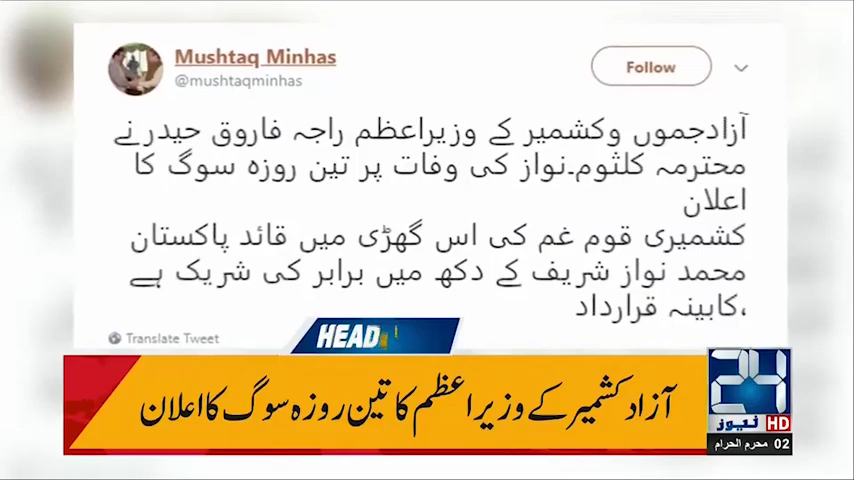 Mushtaq Minhas
@mushtaqminhas
Follow
آزادجموں وکشمیر کے وزیراعظم راجہ فاروق حیدر نے
محترمہ کلثوم۔نواز کی وفات پر تین روزہ سوگ کا
اعلان
کشمیری قوم غم کی اس گھڑی میں قائد پاکستان
محمد نواز شریف کے دکھ میں برابر کی شریک ہے
،کابینہ قرارداد
Translate Tweet
HEAD
آزاد کشمیر کے وزیراعظم کا تین روزہ سوگ کا اعلان
24
نیوز HD
02 محرم الحرام